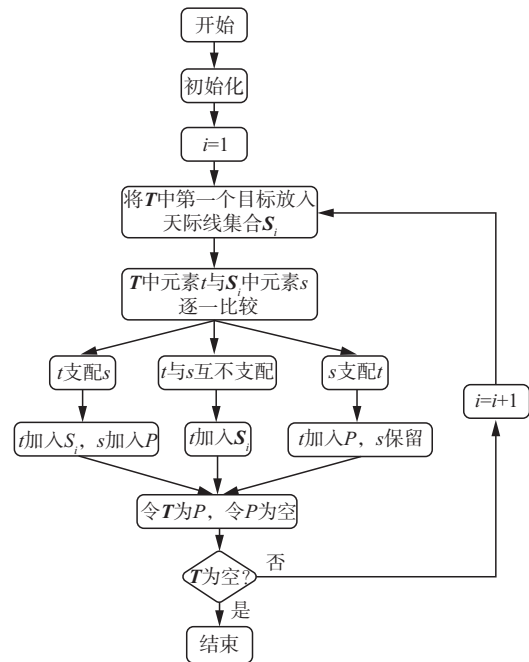 开始
初始化
i=1
将T中第一个目标放入
天际线集合Si
T中元素t与Si中元素s
逐一比较
t支配s
t与s互不支配
s支配t
i=i+1
t加入Si，s加入P
t加入Si
t加入P，s保留
令T为P，令P为空
T为空?
否
是
结束